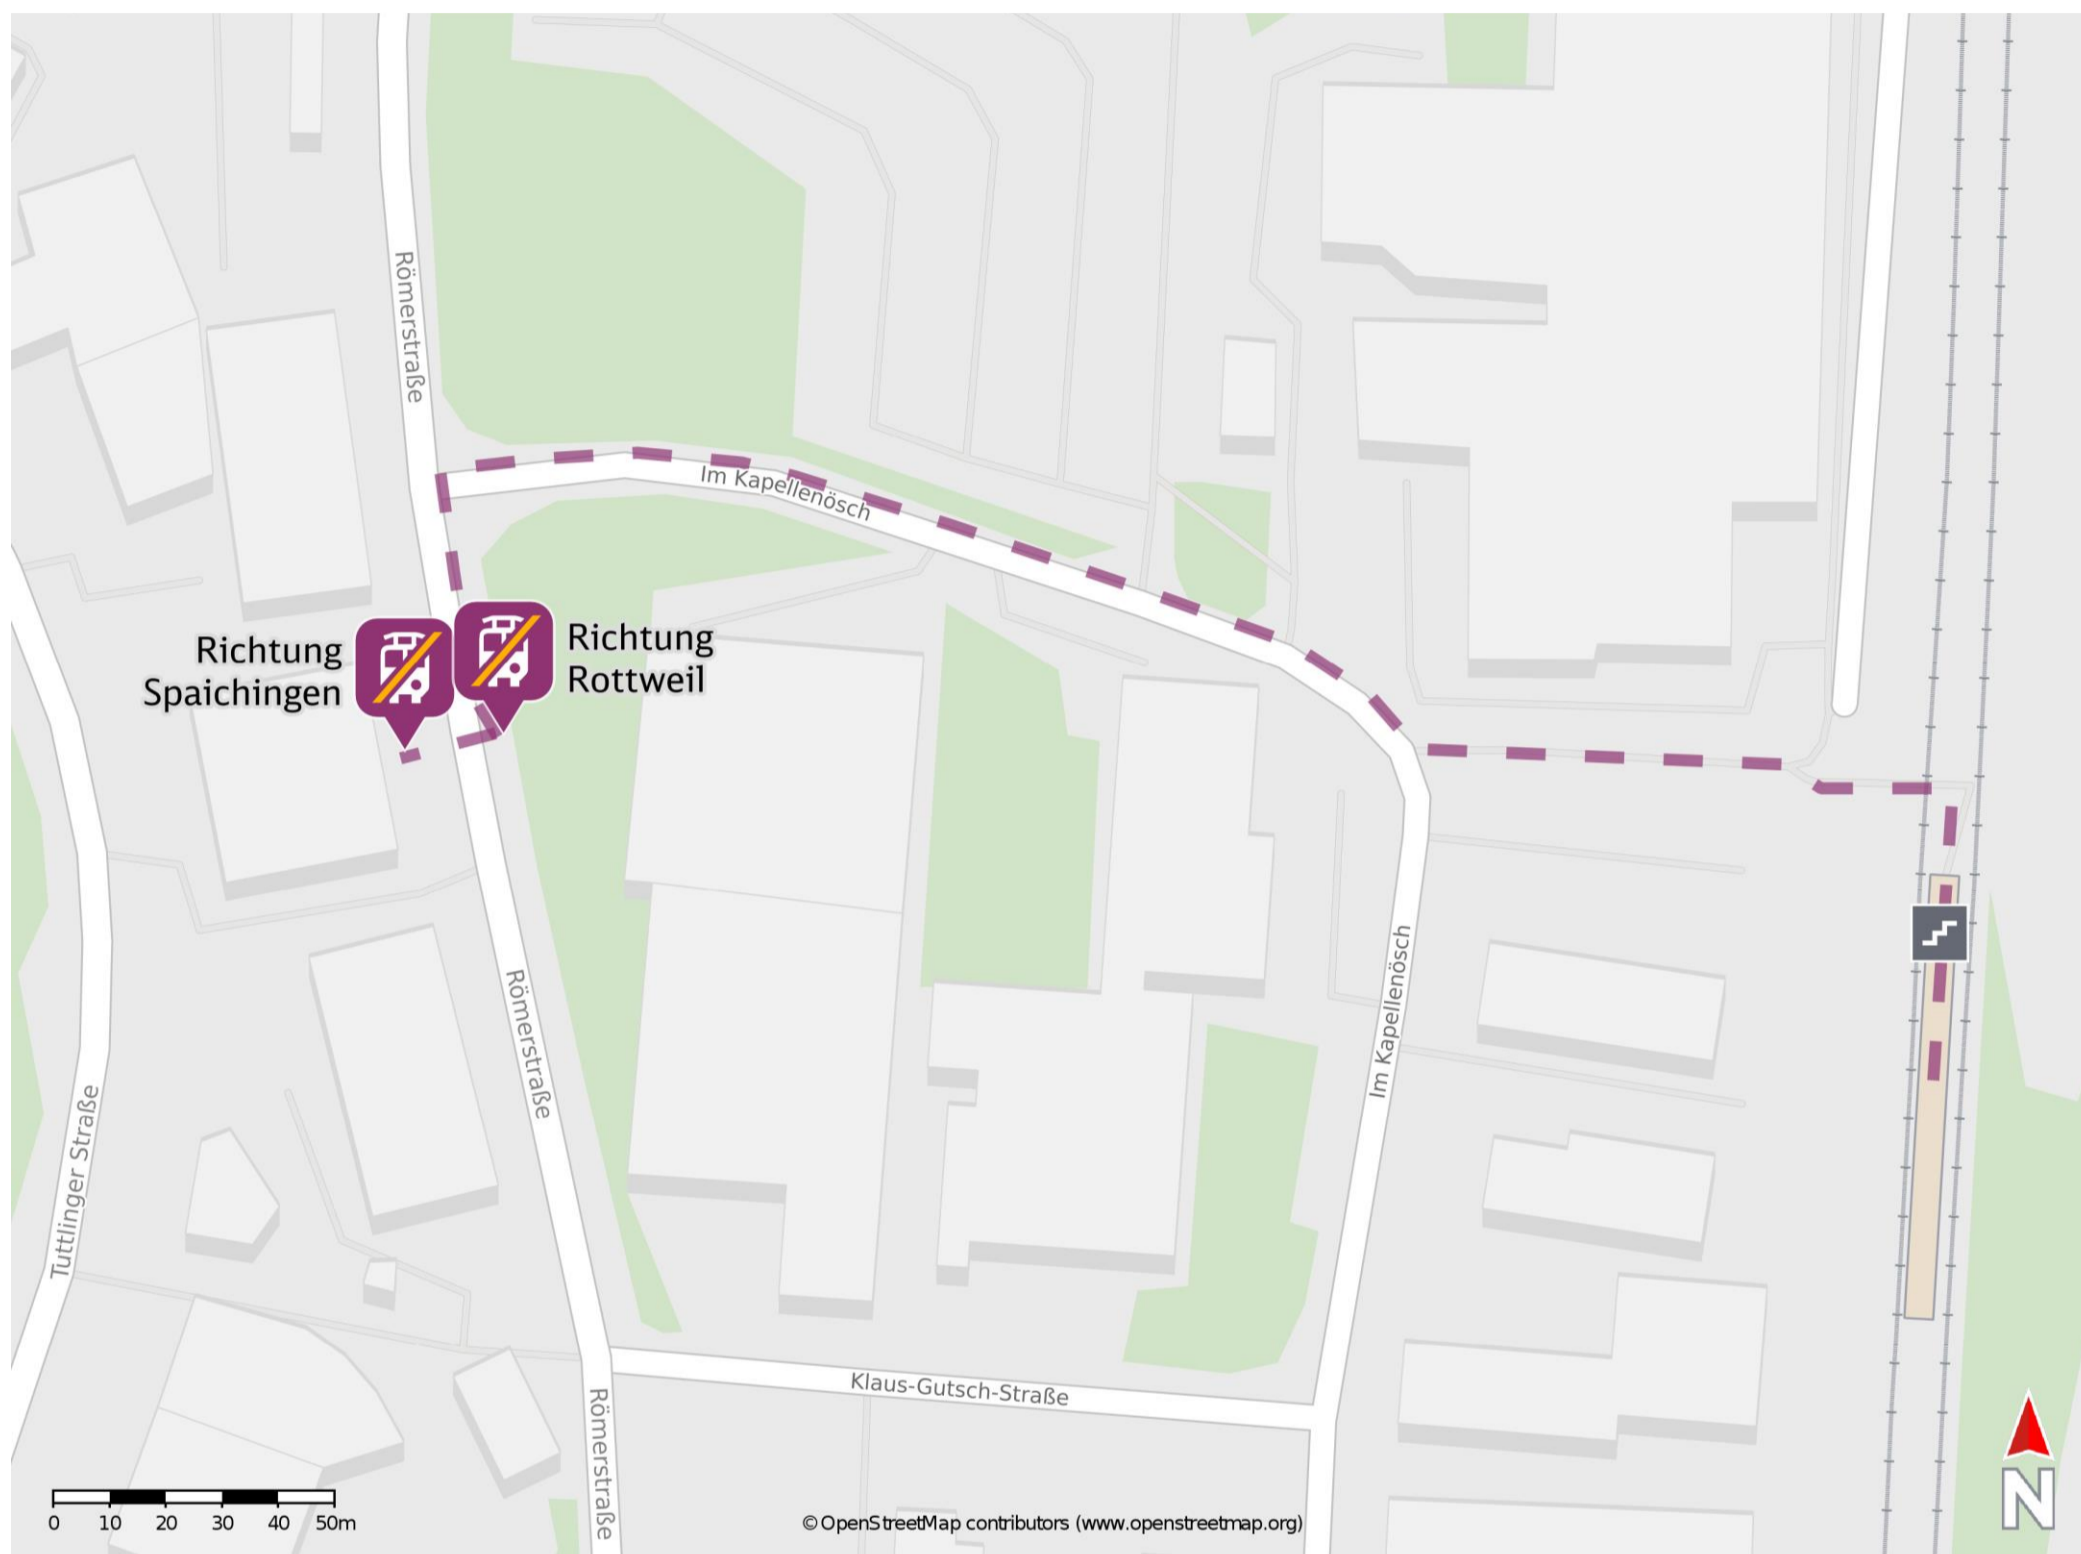 Römerstraße
Im Kapellenösch
Richtung
Spaichingen
Richtung
Rottweil
Römerstraße
Im Kapellenösch
Tuttlinger Straße
Klaus-Gutsch-Straße
Römerstraße
0 10 20 30 40 50m
© OpenStreetMap contributors (www.openstreetmap.org)
N